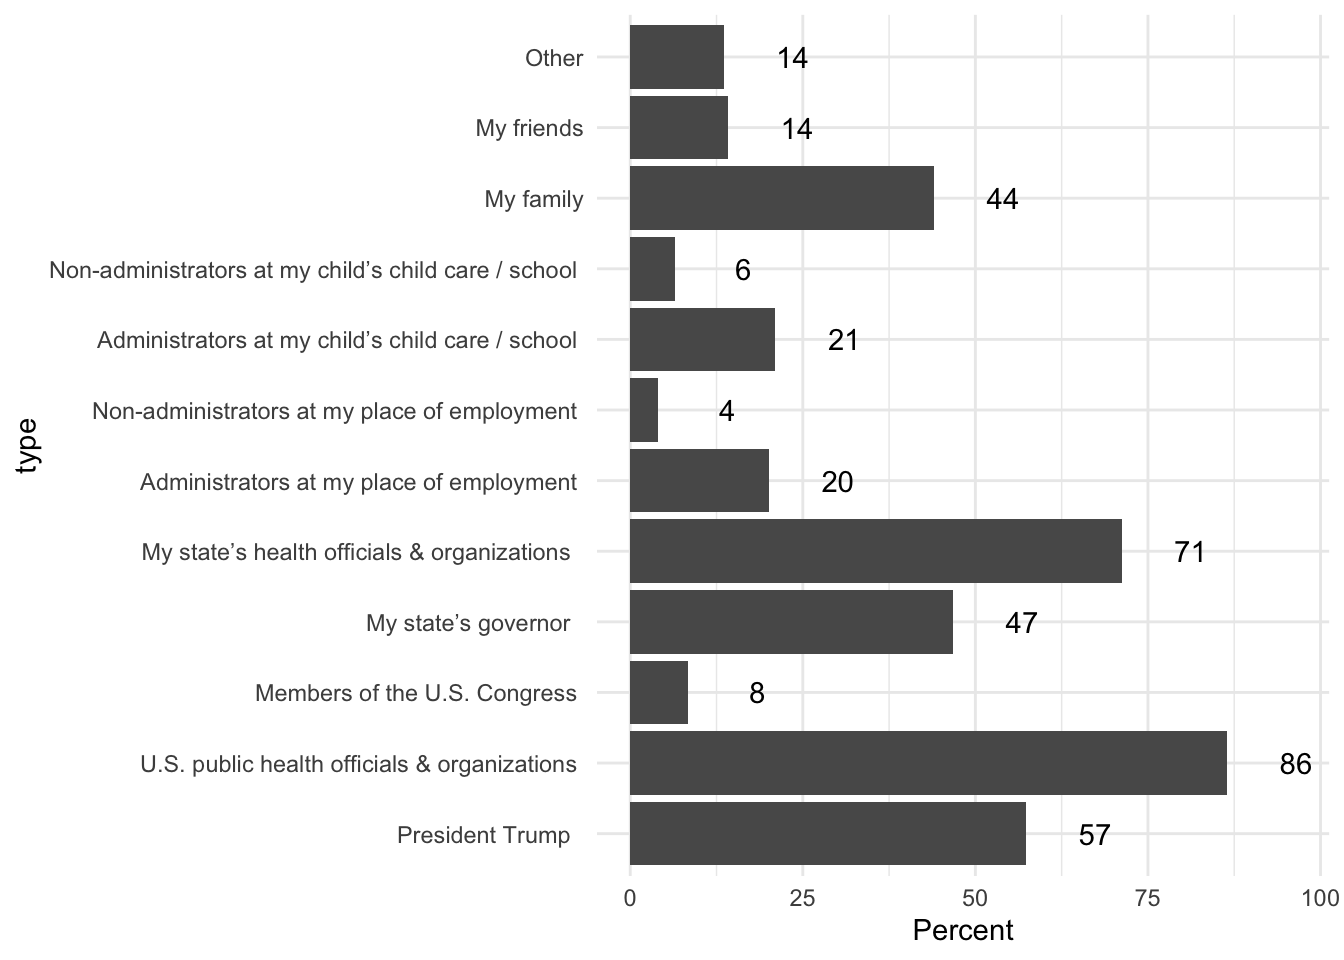 Other 14
My friends 14
My family 44
Non-administrators at my child’s child care / school 6
Administrators at my child’s child care / school 21
Non-administrators at my place of employment 4
Administrators at my place of employment 20
My state’s health officials & organizations 71
My state’s governor 47
Members of the U.S. Congress 8
U.S. public health officials & organizations 86
President Trump 57
type
0 25 50 75 100
Percent